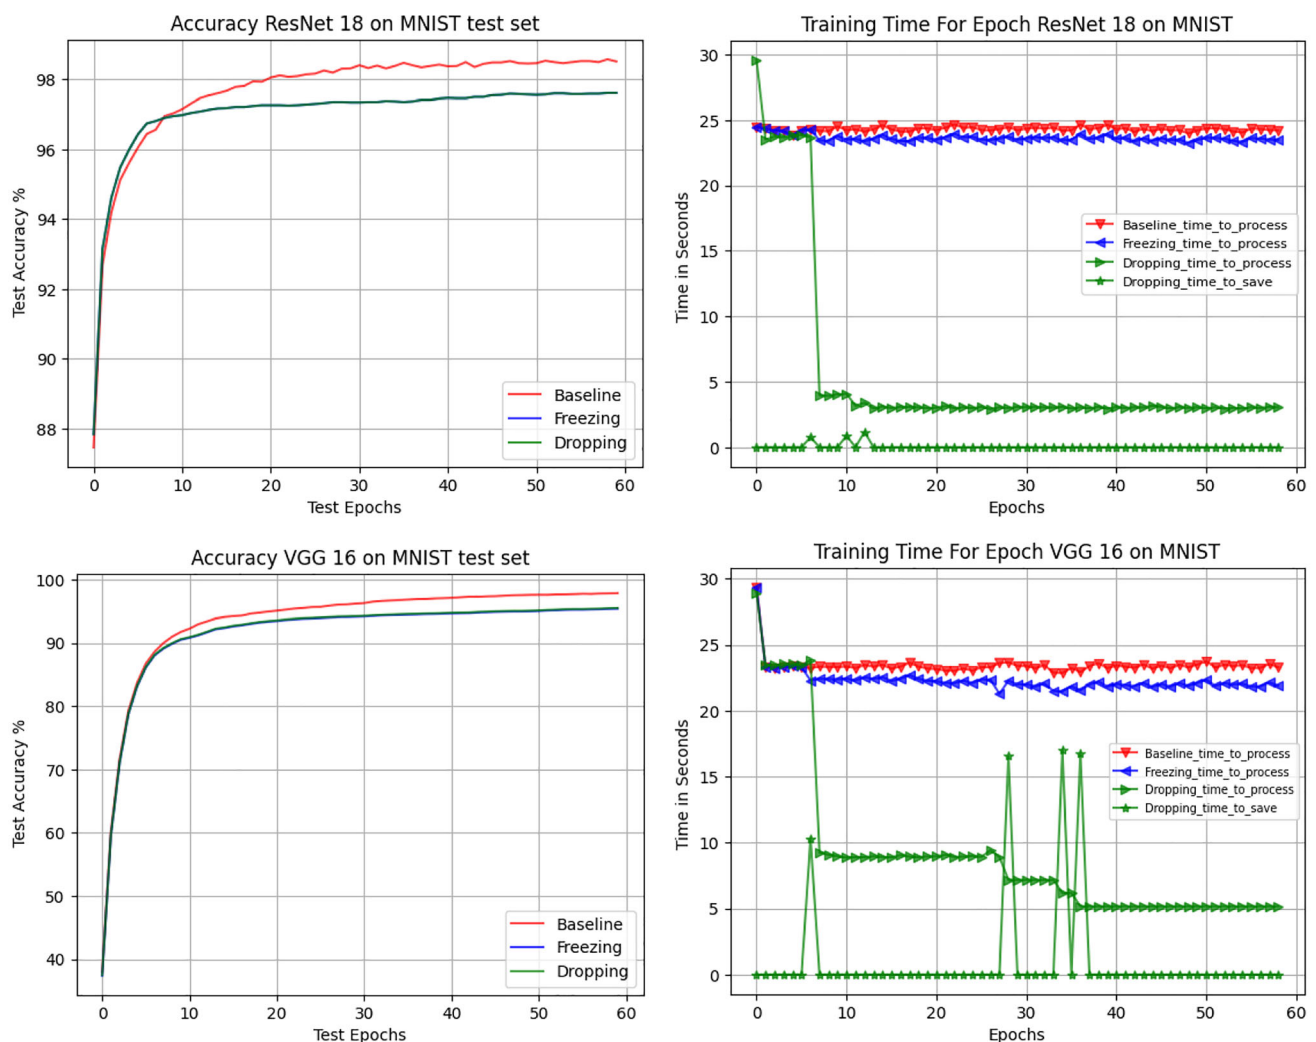 Accuracy ResNet 18 on MNIST test set
98
96
94
92
90
88
Test Accuracy %
0 10 20 30 40 50 60
Test Epochs
Baseline
Freezing
Dropping
Training Time For Epoch ResNet 18 on MNIST
30
25
20
15
10
5
0
Time in Seconds
0 10 20 30 40 50 60
Epochs
Baseline_time_to_process
Freezing_time_to_process
Dropping_time_to_process
Dropping_time_to_save
Accuracy VGG 16 on MNIST test set
100
90
80
70
60
50
40
Test Accuracy %
0 10 20 30 40 50 60
Test Epochs
Baseline
Freezing
Dropping
Training Time For Epoch VGG 16 on MNIST
30
25
20
15
10
5
0
Time in Seconds
0 10 20 30 40 50 60
Epochs
Baseline_time_to_process
Freezing_time_to_process
Dropping_time_to_process
Dropping_time_to_save